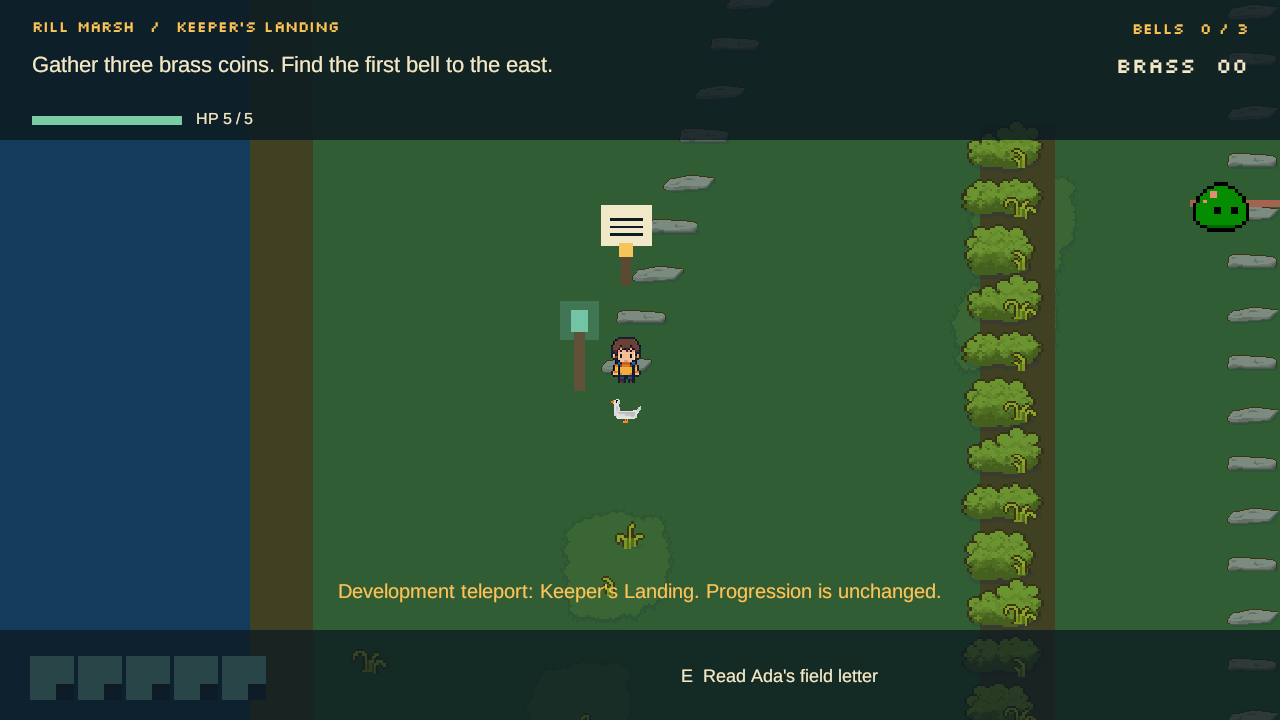 RILL MARSH / KEEPER'S LANDING
BELLS 0 / 3
Gather three brass coins. Find the first bell to the east.
BRASS 00
HP 5 / 5
Development teleport: Keeper's Landing. Progression is unchanged.
E Read Ada's field letter